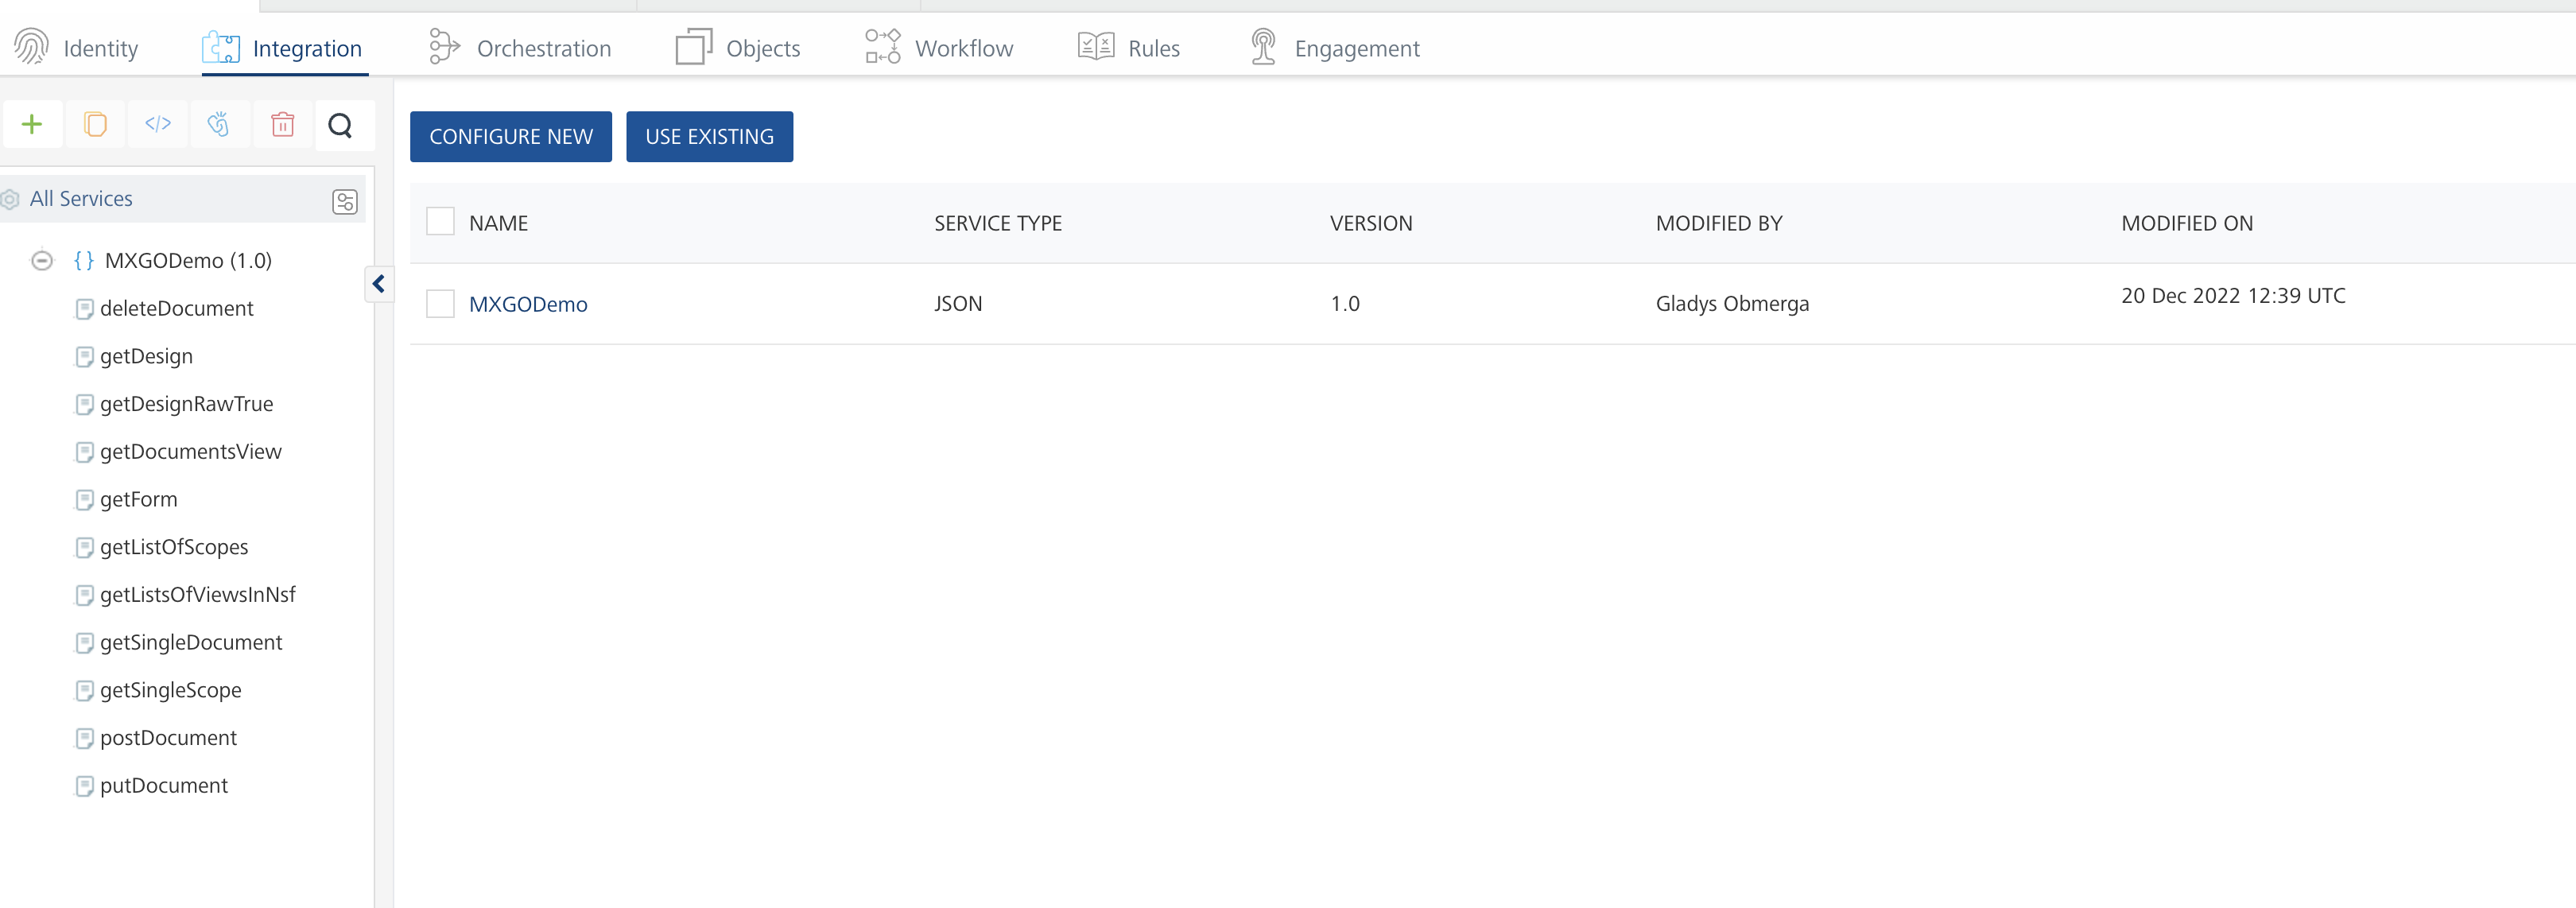 Identity Integration Orchestration Objects Workflow Rules Engagement
CONFIGURE NEW USE EXISTING
All Services
MXGODemo (1.0)
deleteDocument
getDesign
getDesignRawTrue
getDocumentsView
getForm
getListOfScopes
getListsOfViewsInNsf
getSingleDocument
getSingleScope
postDocument
putDocument
NAME SERVICE TYPE VERSION MODIFIED BY MODIFIED ON
MXGODemo JSON 1.0 Gladys Obmerga 20 Dec 2022 12:39 UTC